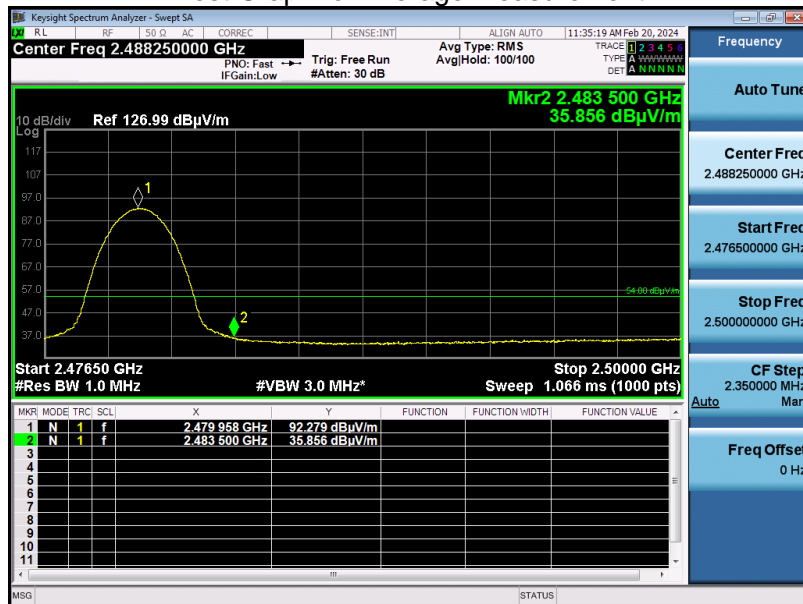 Keysight Spectrum Analyzer - Swept SA
LXI RL RF 50 Ω AC CORREC SENSE:INT ALIGN AUTO 11:35:19 AM Feb 20, 2024
Center Freq 2.488250000 GHz
PNO: Fast
IFGain:Low
Trig: Free Run
#Atten: 30 dB
Avg Type: RMS
Avg|Hold: 100/100
TRACE 1 2 3 4 5 6
TYPE A WWWWW
DET A N N N N N
Mkr2 2.483 500 GHz
35.856 dBµV/m
10 dB/div Ref 126.99 dBµV/m
Log
117
107
97.0
87.0
77.0
67.0
57.0
47.0
37.0
1
2
54.00 dBµV/m
Start 2.47650 GHz Stop 2.50000 GHz
#Res BW 1.0 MHz #VBW 3.0 MHz* Sweep 1.066 ms (1000 pts)
MKR MODE TRC SCL X Y FUNCTION FUNCTION WIDTH FUNCTION VALUE
1 N 1 f 2.479 958 GHz 92.279 dBµV/m
2 N 1 f 2.483 500 GHz 35.856 dBµV/m
3
4
5
6
7
8
9
10
11
MSG STATUS
Frequency
Auto Tune
Center Freq
2.488250000 GHz
Start Freq
2.476500000 GHz
Stop Freq
2.500000000 GHz
CF Step
2.350000 MHz
Auto Man
Freq Offset
0 Hz